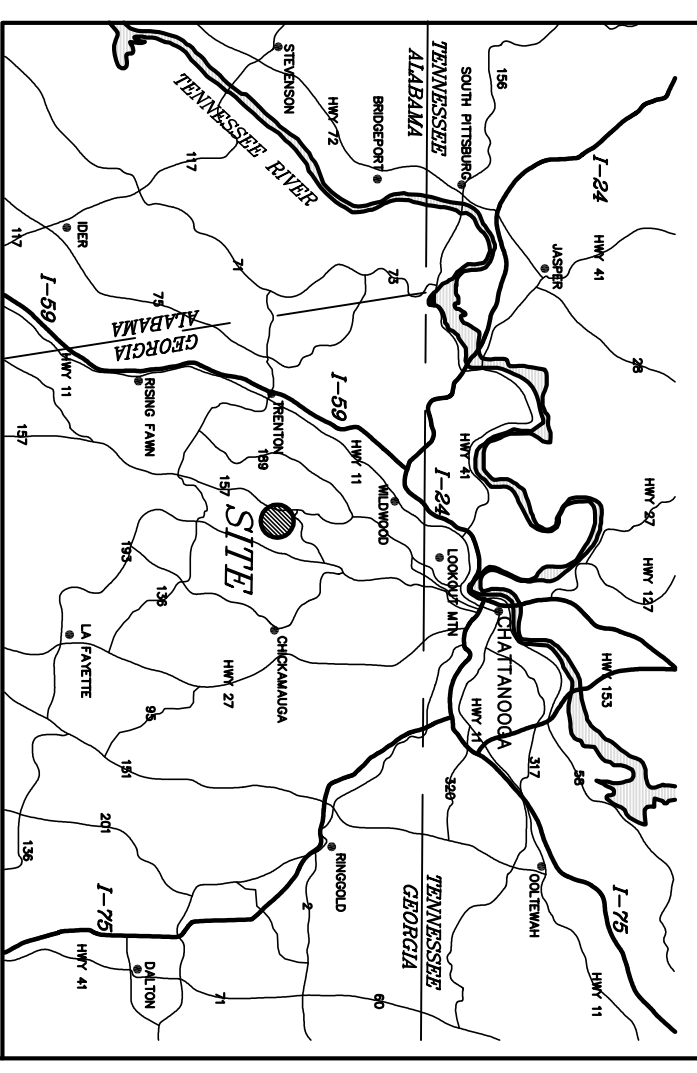 HWY 27
HWY 127
28
I-75
HWY 153
I-24
HWY 41
HWY 11
58
JASPER
317
OOLTEWAH
156
CHATTANOOGA
HWY 11
SOUTH PITTSBURG
HWY 41
LOOKOUT MTN
320
I-24
TENNESSEE
ALABAMA
TENNESSEE
GEORGIA
75
WILDWOOD
BRIDGEPORT
60
HWY 11
RINGGOLD
I-59
HWY 72
2
STEVENSON
CHICKAMAUGA
TRENTON
189
TENNESSEE RIVER
SITE
71
HWY 27
157
71
117
ALABAMA
GEORGIA
136
75
95
RISING FAWN
DALTON
193
151
201
I-75
LA FAYETTE
IDER
HWY 41
HWY 11
I-59
136
157
117